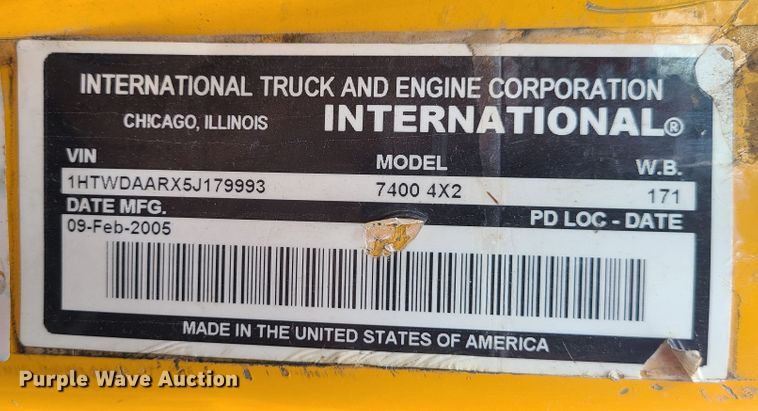 INTERNATIONAL TRUCK AND ENGINE CORPORATION
CHICAGO, ILLINOIS INTERNATIONAL®
VIN MODEL W.B.
1HTWDAARX5J179993 7400 4X2 171
DATE MFG. PD LOC - DATE
09-Feb-2005
MADE IN THE UNITED STATES OF AMERICA
Purple Wave Auction